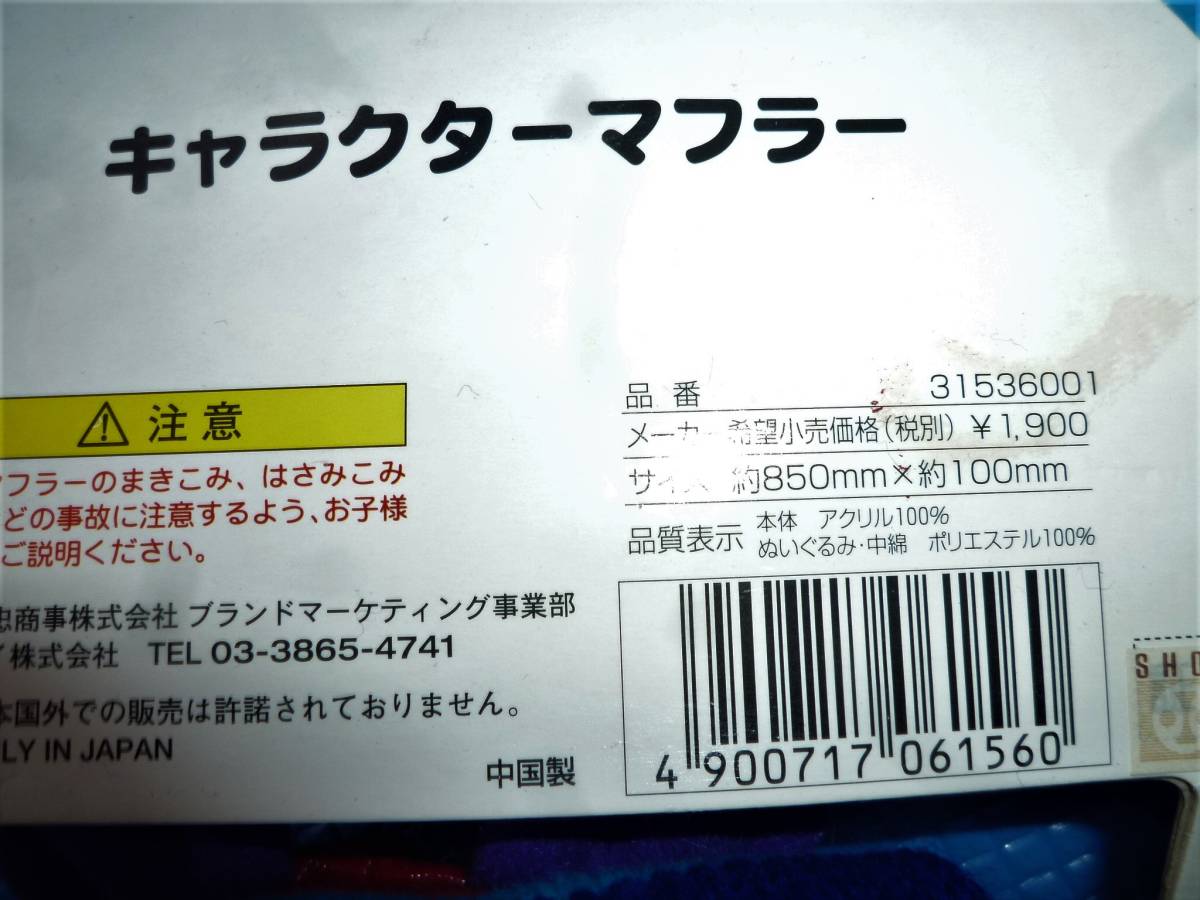 キャラクターマフラー
注意
フラーのまきこみ、はさみこみ
どの事故に注意するよう、お子様
ご説明ください。
忠商事株式会社 ブランドマーケティング事業部
株式会社 TEL 03-3865-4741
本国外での販売は許諾されておりません。
LY IN JAPAN
中国製
品番 31536001
メーカー希望小売価格(税別) ¥1,900
サイズ 約850mm×約100mm
品質表示 本体 アクリル100%
ぬいぐるみ・中綿 ポリエステル100%
4 900717 061560
SHO